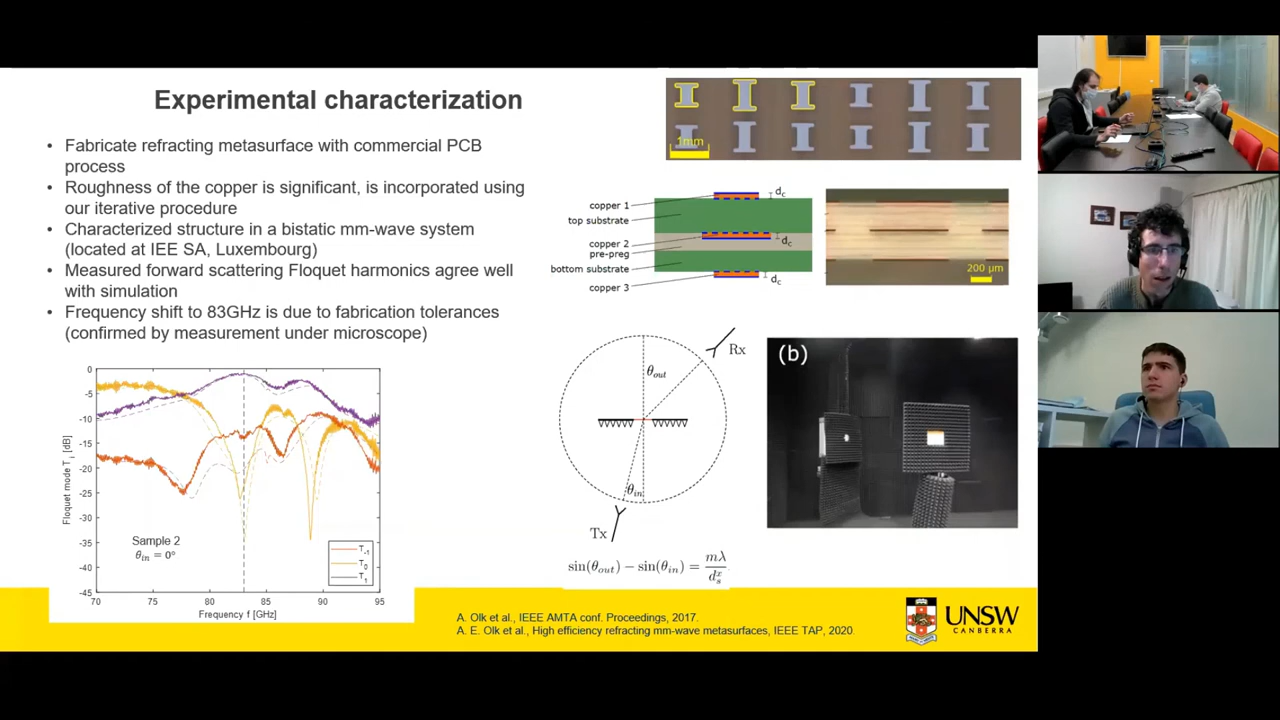 Experimental characterization
• Fabricate refracting metasurface with commercial PCB
process
• Roughness of the copper is significant, is incorporated using
our iterative procedure
• Characterized structure in a bistatic mm-wave system
(located at IEE SA, Luxembourg)
• Measured forward scattering Floquet harmonics agree well
with simulation
• Frequency shift to 83GHz is due to fabrication tolerances
(confirmed by measurement under microscope)
1mm
copper 1
top substrate
copper 2
pre-preg
bottom substrate
copper 3
d_c
d_c
d_c
200 µm
Rx
θ_out
θ_in
Tx
sin(θ_out) − sin(θ_in) = mλ/d_s^x
(b)
0
-5
-10
-15
-20
-25
-30
-35
-40
-45
Floquet mode T_i [dB]
Sample 2
θ_in = 0°
T_-1
T_0
T_1
70 75 80 85 90 95
Frequency f [GHz]
A. Olk et al., IEEE AMTA conf. Proceedings, 2017.
A. E. Olk et al., High efficiency refracting mm-wave metasurfaces, IEEE TAP, 2020.
UNSW
CANBERRA